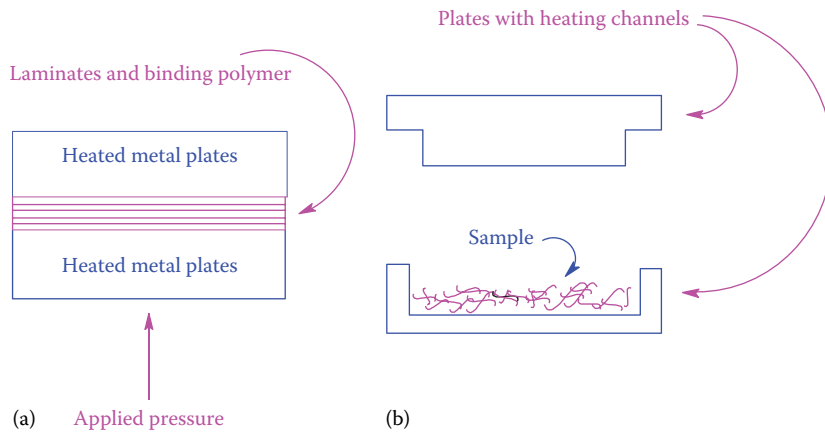 Plates with heating channels
Laminates and binding polymer
Heated metal plates
Sample
Heated metal plates
(a)
Applied pressure
(b)